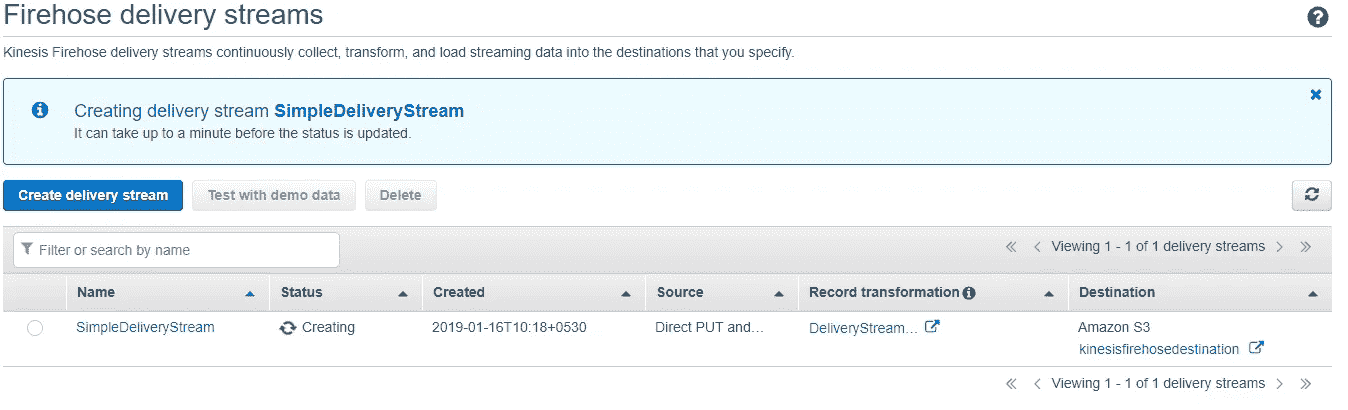 Firehose delivery streams
Kinesis Firehose delivery streams continuously collect, transform, and load streaming data into the destinations that you specify.
Creating delivery stream SimpleDeliveryStream
It can take up to a minute before the status is updated.
Create delivery stream Test with demo data Delete
Filter or search by name Viewing 1 - 1 of 1 delivery streams
Name Status Created Source Record transformation Destination
SimpleDeliveryStream Creating 2019-01-16T10:18+0530 Direct PUT and... DeliveryStream... Amazon S3
kinesisfirehosedestination
Viewing 1 - 1 of 1 delivery streams